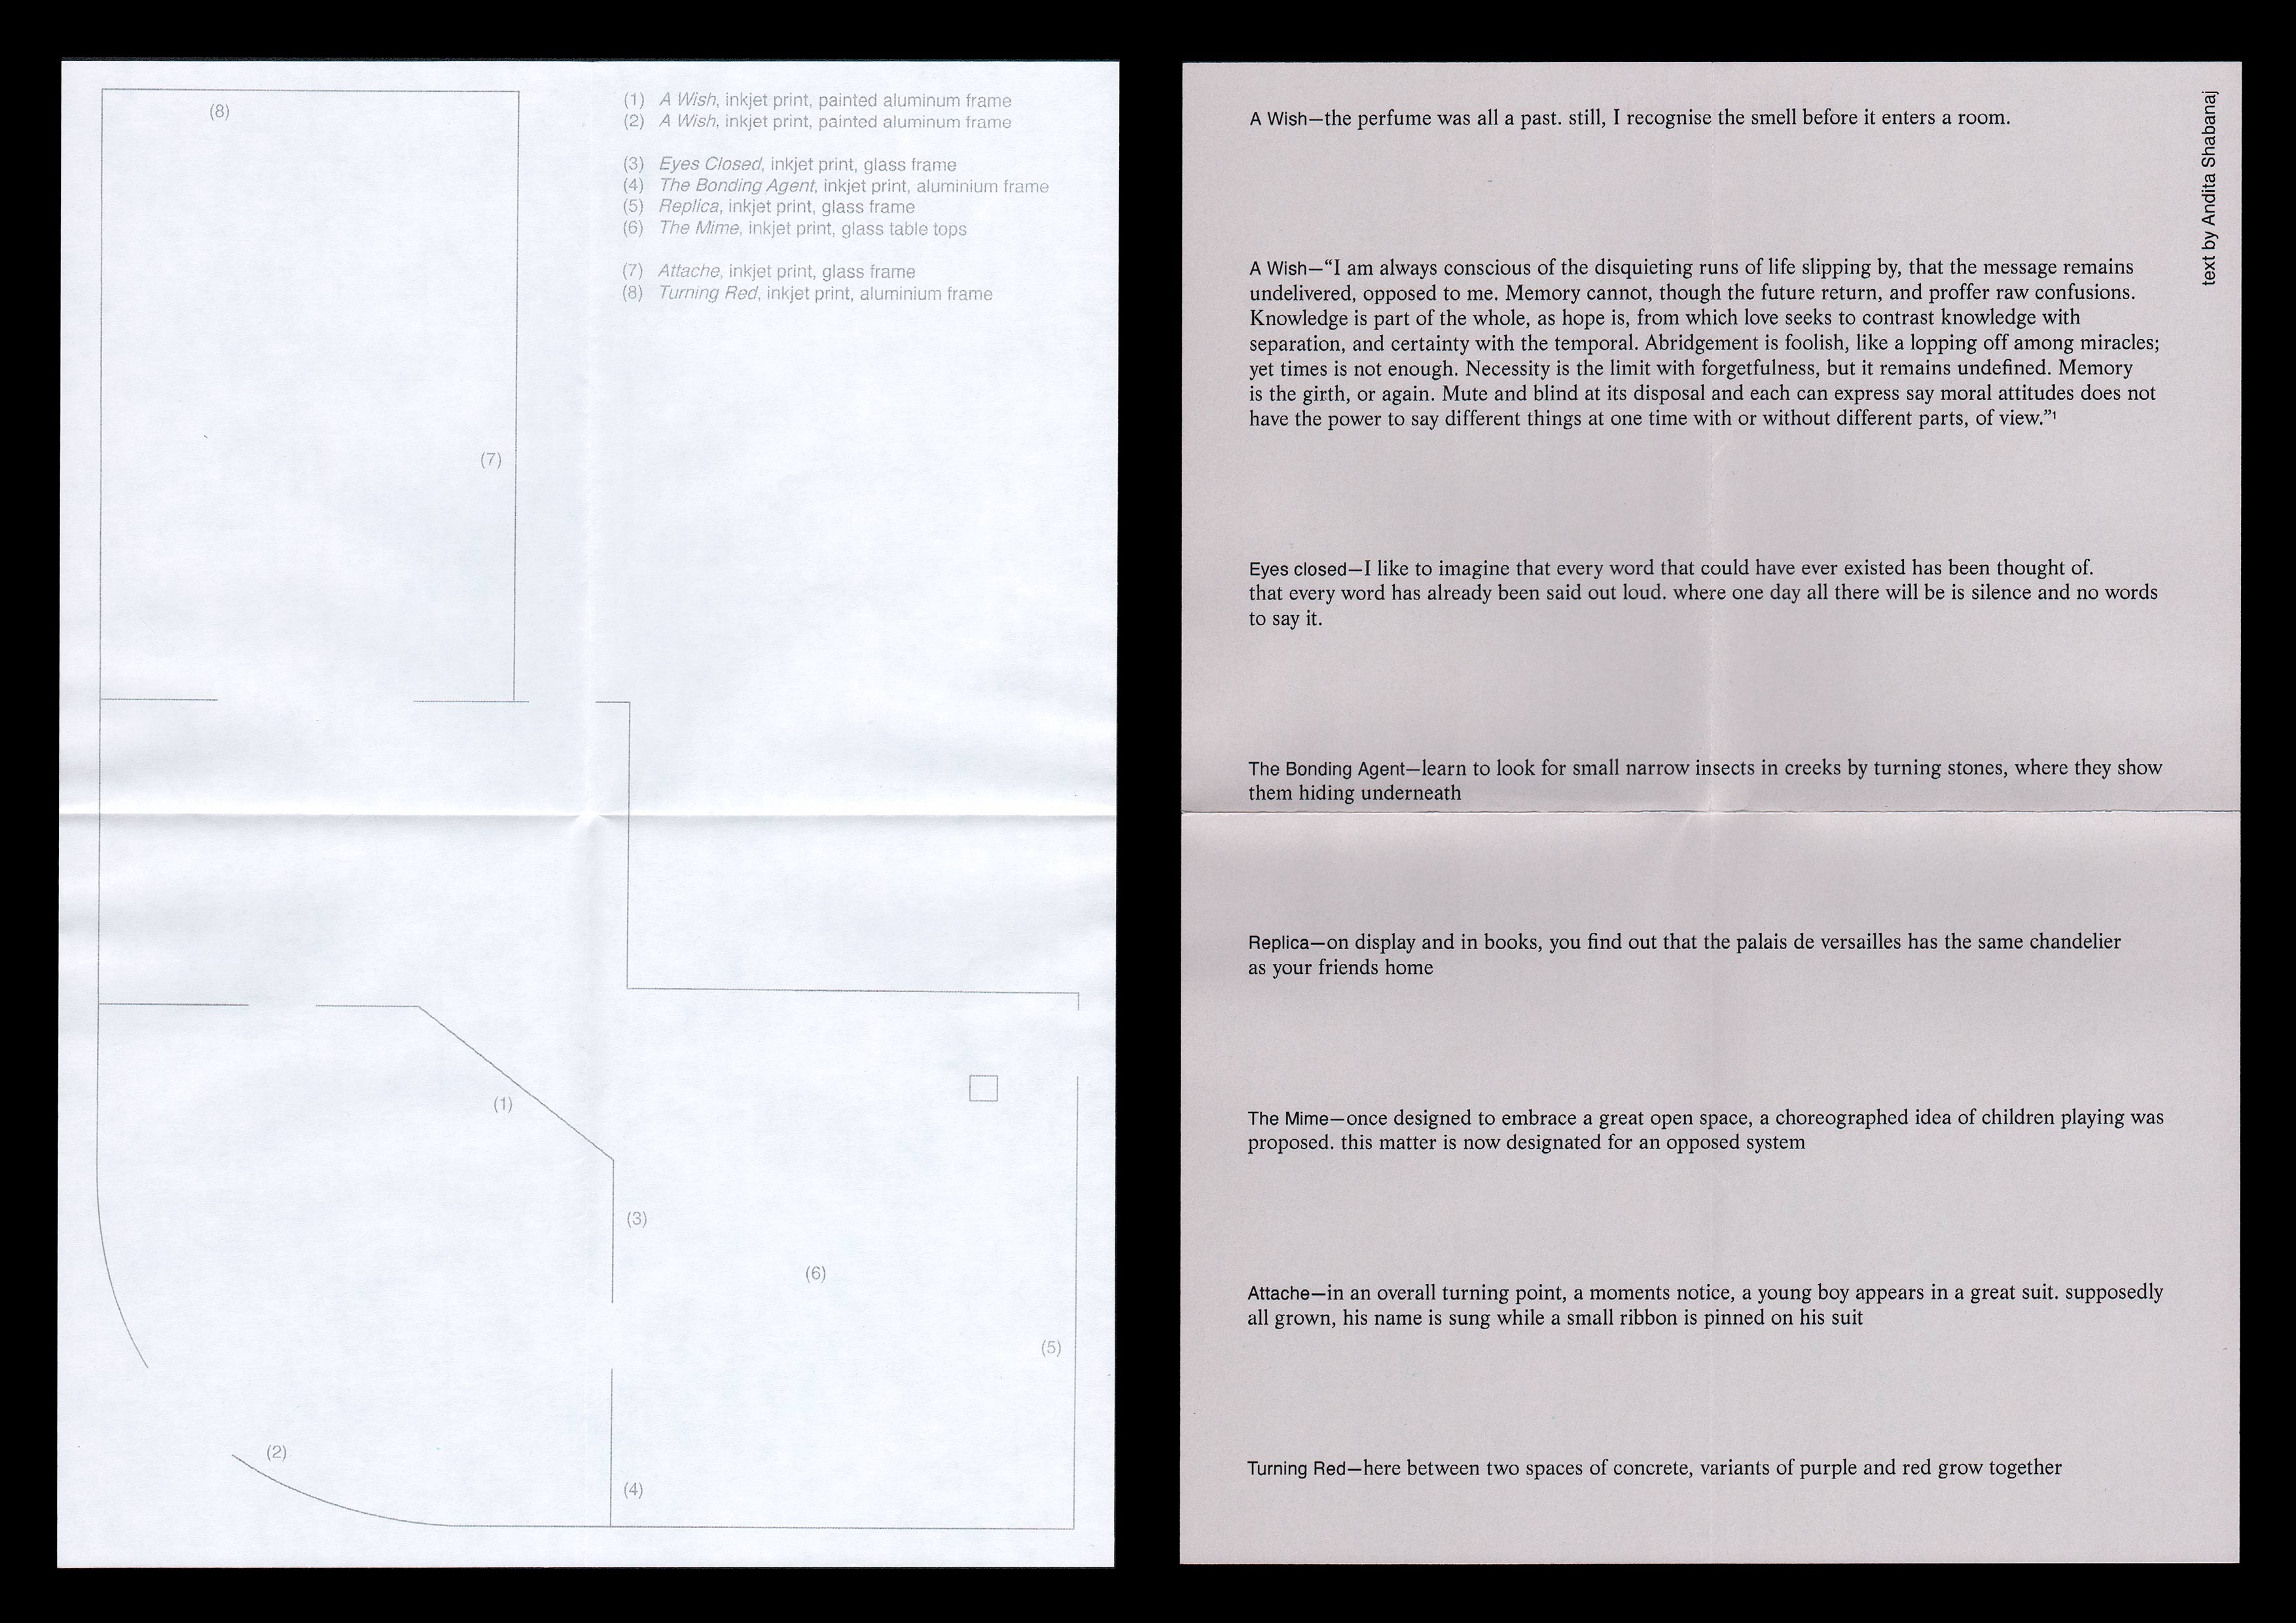 (8)
(1) A Wish, inkjet print, painted aluminum frame
(2) A Wish, inkjet print, painted aluminum frame
(3) Eyes Closed, inkjet print, glass frame
(4) The Bonding Agent, inkjet print, aluminium frame
(5) Replica, inkjet print, glass frame
(6) The Mime, inkjet print, glass table tops
(7) Attache, inkjet print, glass frame
(8) Turning Red, inkjet print, aluminium frame
(7)
(1)
(3)
(6)
(5)
(2)
(4)
text by Andita Shabanaj
A Wish—the perfume was all a past. still, I recognise the smell before it enters a room.
A Wish—“I am always conscious of the disquieting runs of life slipping by, that the message remains
undelivered, opposed to me. Memory cannot, though the future return, and proffer raw confusions.
Knowledge is part of the whole, as hope is, from which love seeks to contrast knowledge with
separation, and certainty with the temporal. Abridgement is foolish, like a lopping off among miracles;
yet times is not enough. Necessity is the limit with forgetfulness, but it remains undefined. Memory
is the girth, or again. Mute and blind at its disposal and each can express say moral attitudes does not
have the power to say different things at one time with or without different parts, of view.”¹
Eyes closed—I like to imagine that every word that could have ever existed has been thought of.
that every word has already been said out loud. where one day all there will be is silence and no words
to say it.
The Bonding Agent—learn to look for small narrow insects in creeks by turning stones, where they show
them hiding underneath
Replica—on display and in books, you find out that the palais de versailles has the same chandelier
as your friends home
The Mime—once designed to embrace a great open space, a choreographed idea of children playing was
proposed. this matter is now designated for an opposed system
Attache—in an overall turning point, a moments notice, a young boy appears in a great suit. supposedly
all grown, his name is sung while a small ribbon is pinned on his suit
Turning Red—here between two spaces of concrete, variants of purple and red grow together